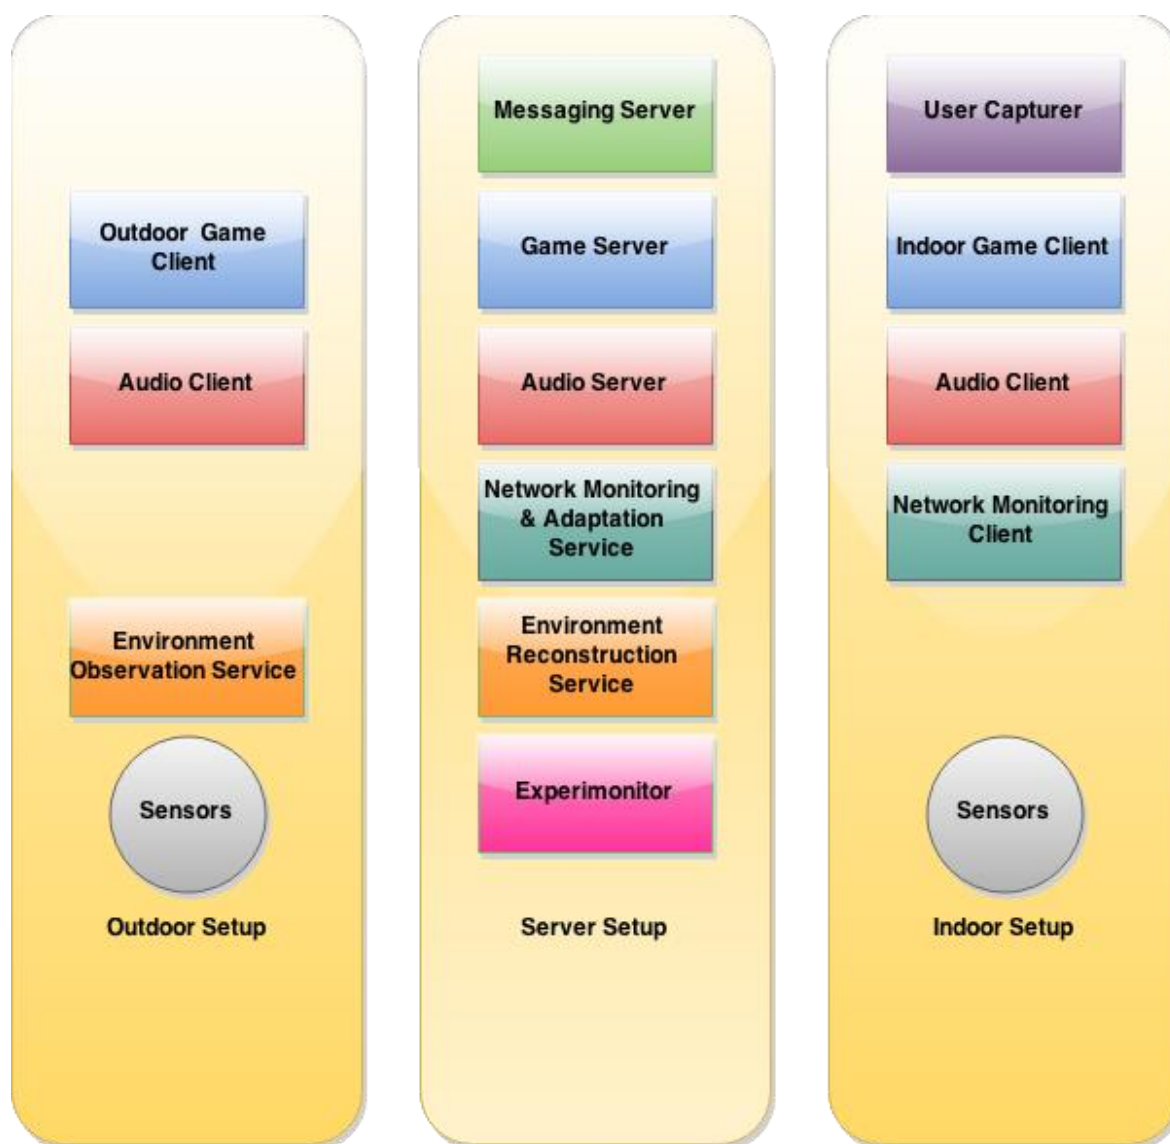 Outdoor Game
Client
Audio Client
Environment
Observation Service
Sensors
Outdoor Setup
Messaging Server
Game Server
Audio Server
Network Monitoring
& Adaptation
Service
Environment
Reconstruction
Service
Experimonitor
Server Setup
User Capturer
Indoor Game Client
Audio Client
Network Monitoring
Client
Sensors
Indoor Setup